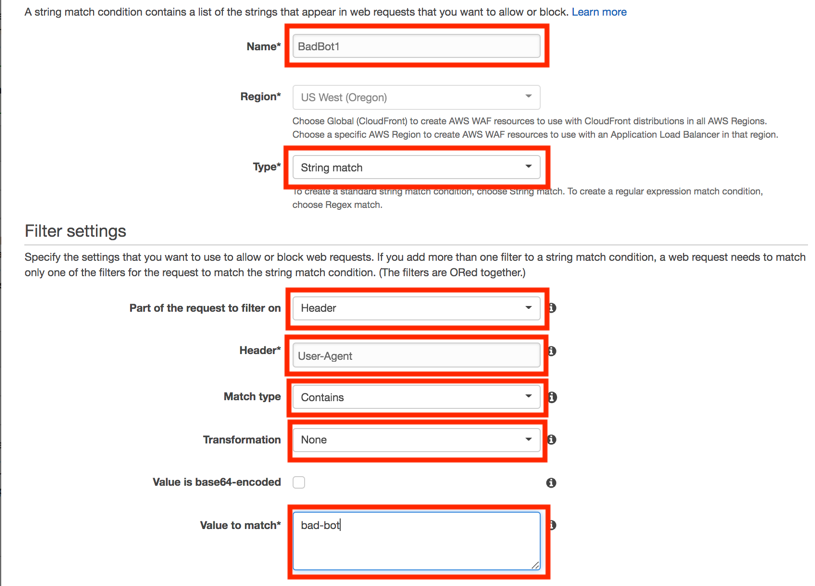 A string match condition contains a list of the strings that appear in web requests that you want to allow or block. Learn more
Name* BadBot1
Region* US West (Oregon)
Choose Global (CloudFront) to create AWS WAF resources to use with CloudFront distributions in all AWS Regions.
Choose a specific AWS Region to create AWS WAF resources to use with an Application Load Balancer in that region.
Type* String match
To create a standard string match condition, choose String match. To create a regular expression match condition,
choose Regex match.
Filter settings
Specify the settings that you want to use to allow or block web requests. If you add more than one filter to a string match condition, a web request needs to match
only one of the filters for the request to match the string match condition. (The filters are ORed together.)
Part of the request to filter on Header
Header* User-Agent
Match type Contains
Transformation None
Value is base64-encoded
Value to match* bad-bot